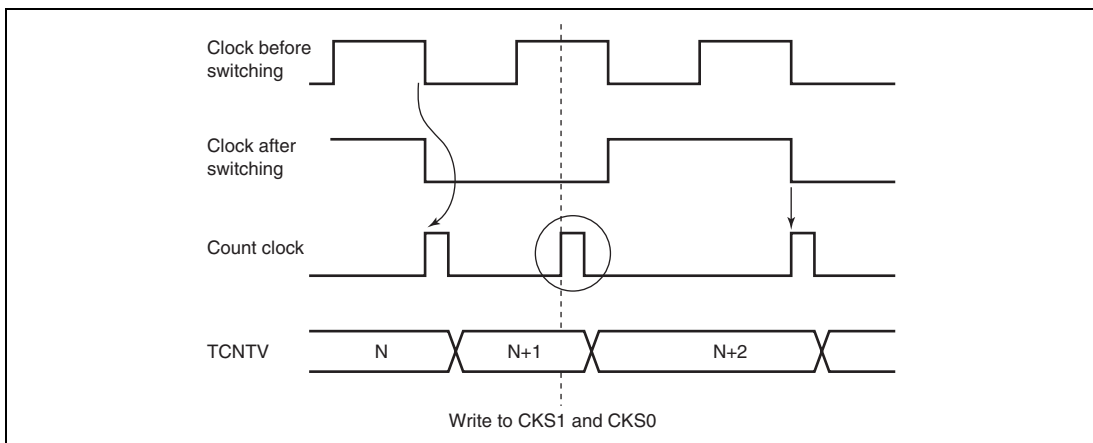 Clock before
switching
Clock after
switching
Count clock
TCNTV
N
N+1
N+2
Write to CKS1 and CKS0